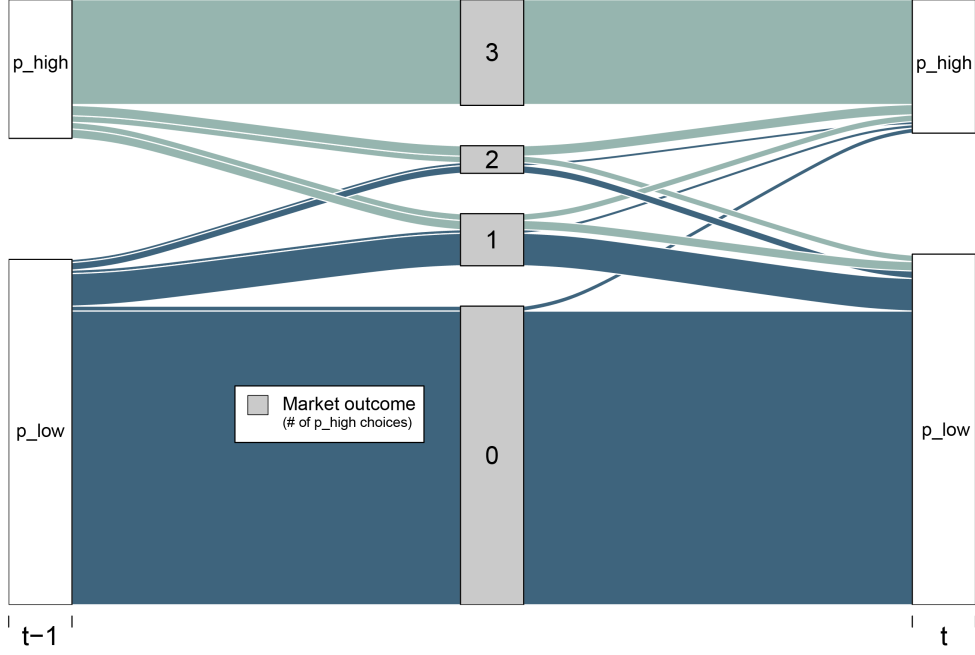 p_high
3
p_high
2
1
Market outcome
(# of p_high choices)
p_low
0
p_low
t−1
t